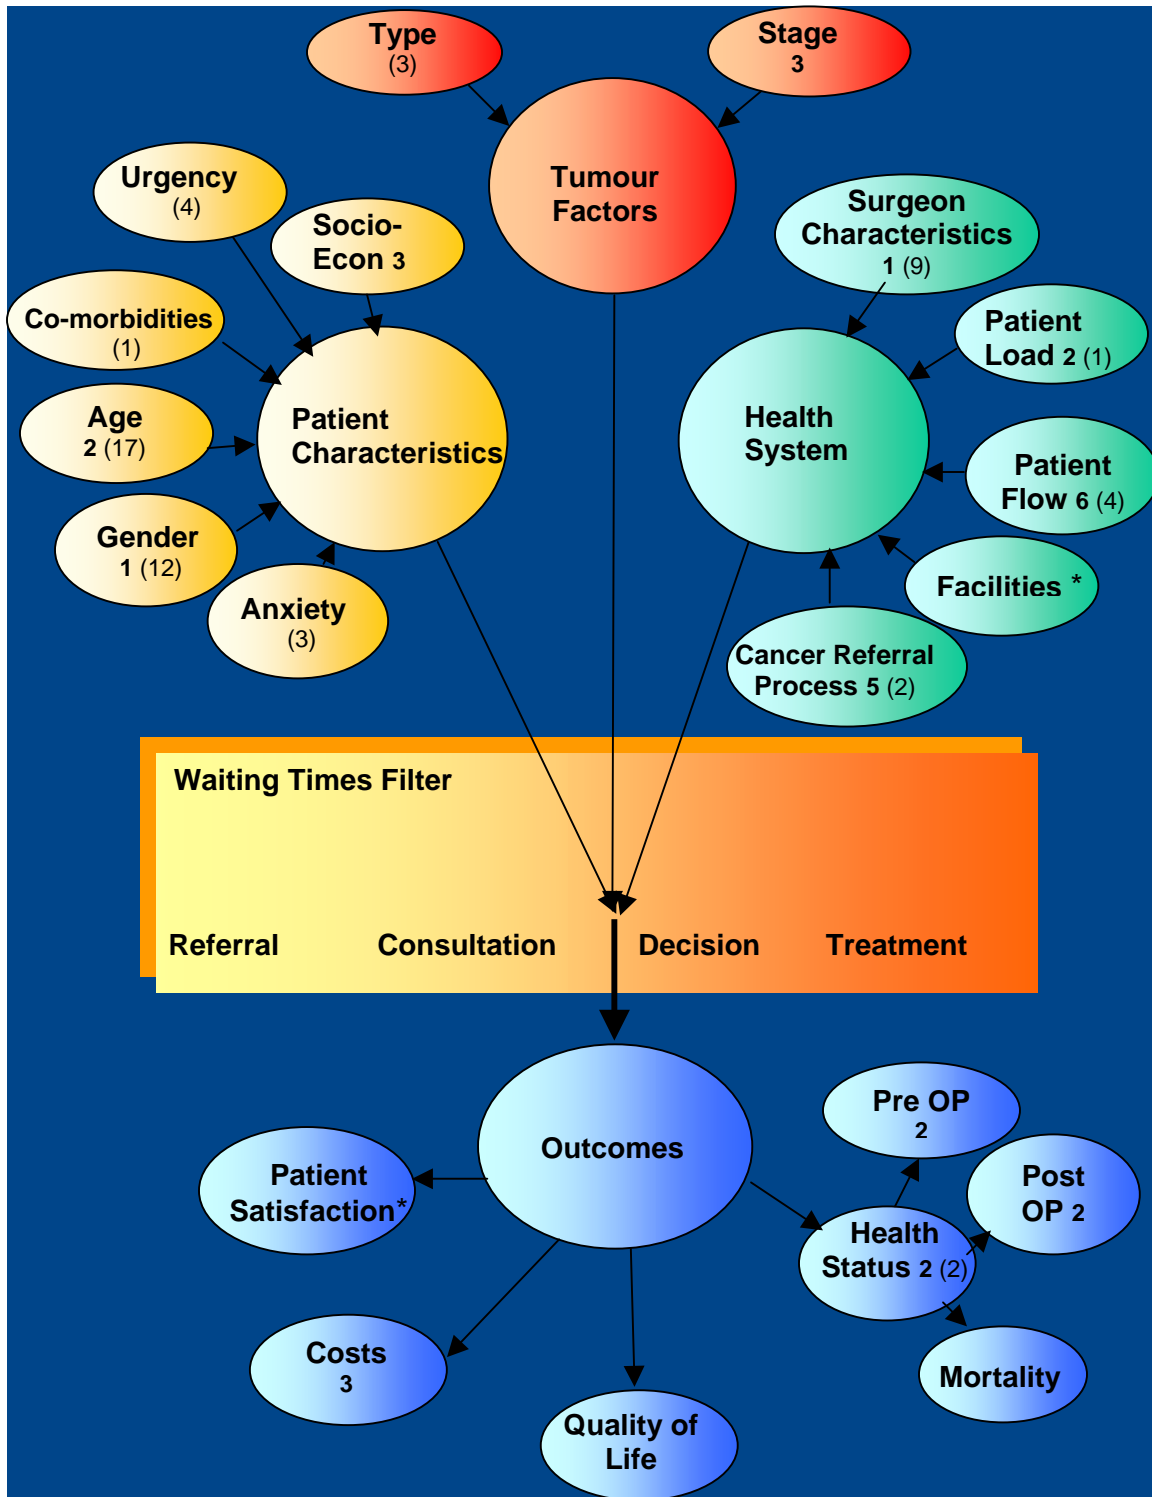 Type
(3)
Stage
3
Tumour
Factors
Urgency
(4)
Socio-
Econ 3
Co-morbidities
(1)
Age
2 (17)
Gender
1 (12)
Anxiety
(3)
Patient
Characteristics
Surgeon
Characteristics
1 (9)
Patient
Load 2 (1)
Patient
Flow 6 (4)
Facilities *
Cancer Referral
Process 5 (2)
Health
System
Waiting Times Filter
Referral Consultation Decision Treatment
Outcomes
Patient
Satisfaction*
Costs
3
Quality of
Life
Health
Status 2 (2)
Pre OP
2
Post
OP 2
Mortality